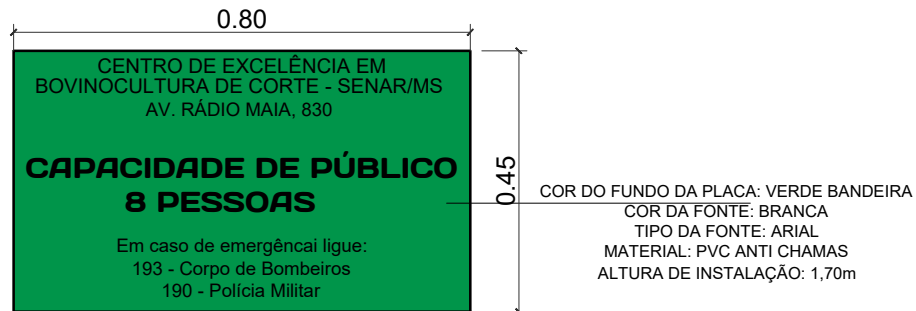 0.80
CENTRO DE EXCELÊNCIA EM
BOVINOCULTURA DE CORTE - SENAR/MS
AV. RÁDIO MAIA, 830
CAPACIDADE DE PÚBLICO
8 PESSOAS
Em caso de emergêncai ligue:
193 - Corpo de Bombeiros
190 - Polícia Militar
0.45
COR DO FUNDO DA PLACA: VERDE BANDEIRA
COR DA FONTE: BRANCA
TIPO DA FONTE: ARIAL
MATERIAL: PVC ANTI CHAMAS
ALTURA DE INSTALAÇÃO: 1,70m